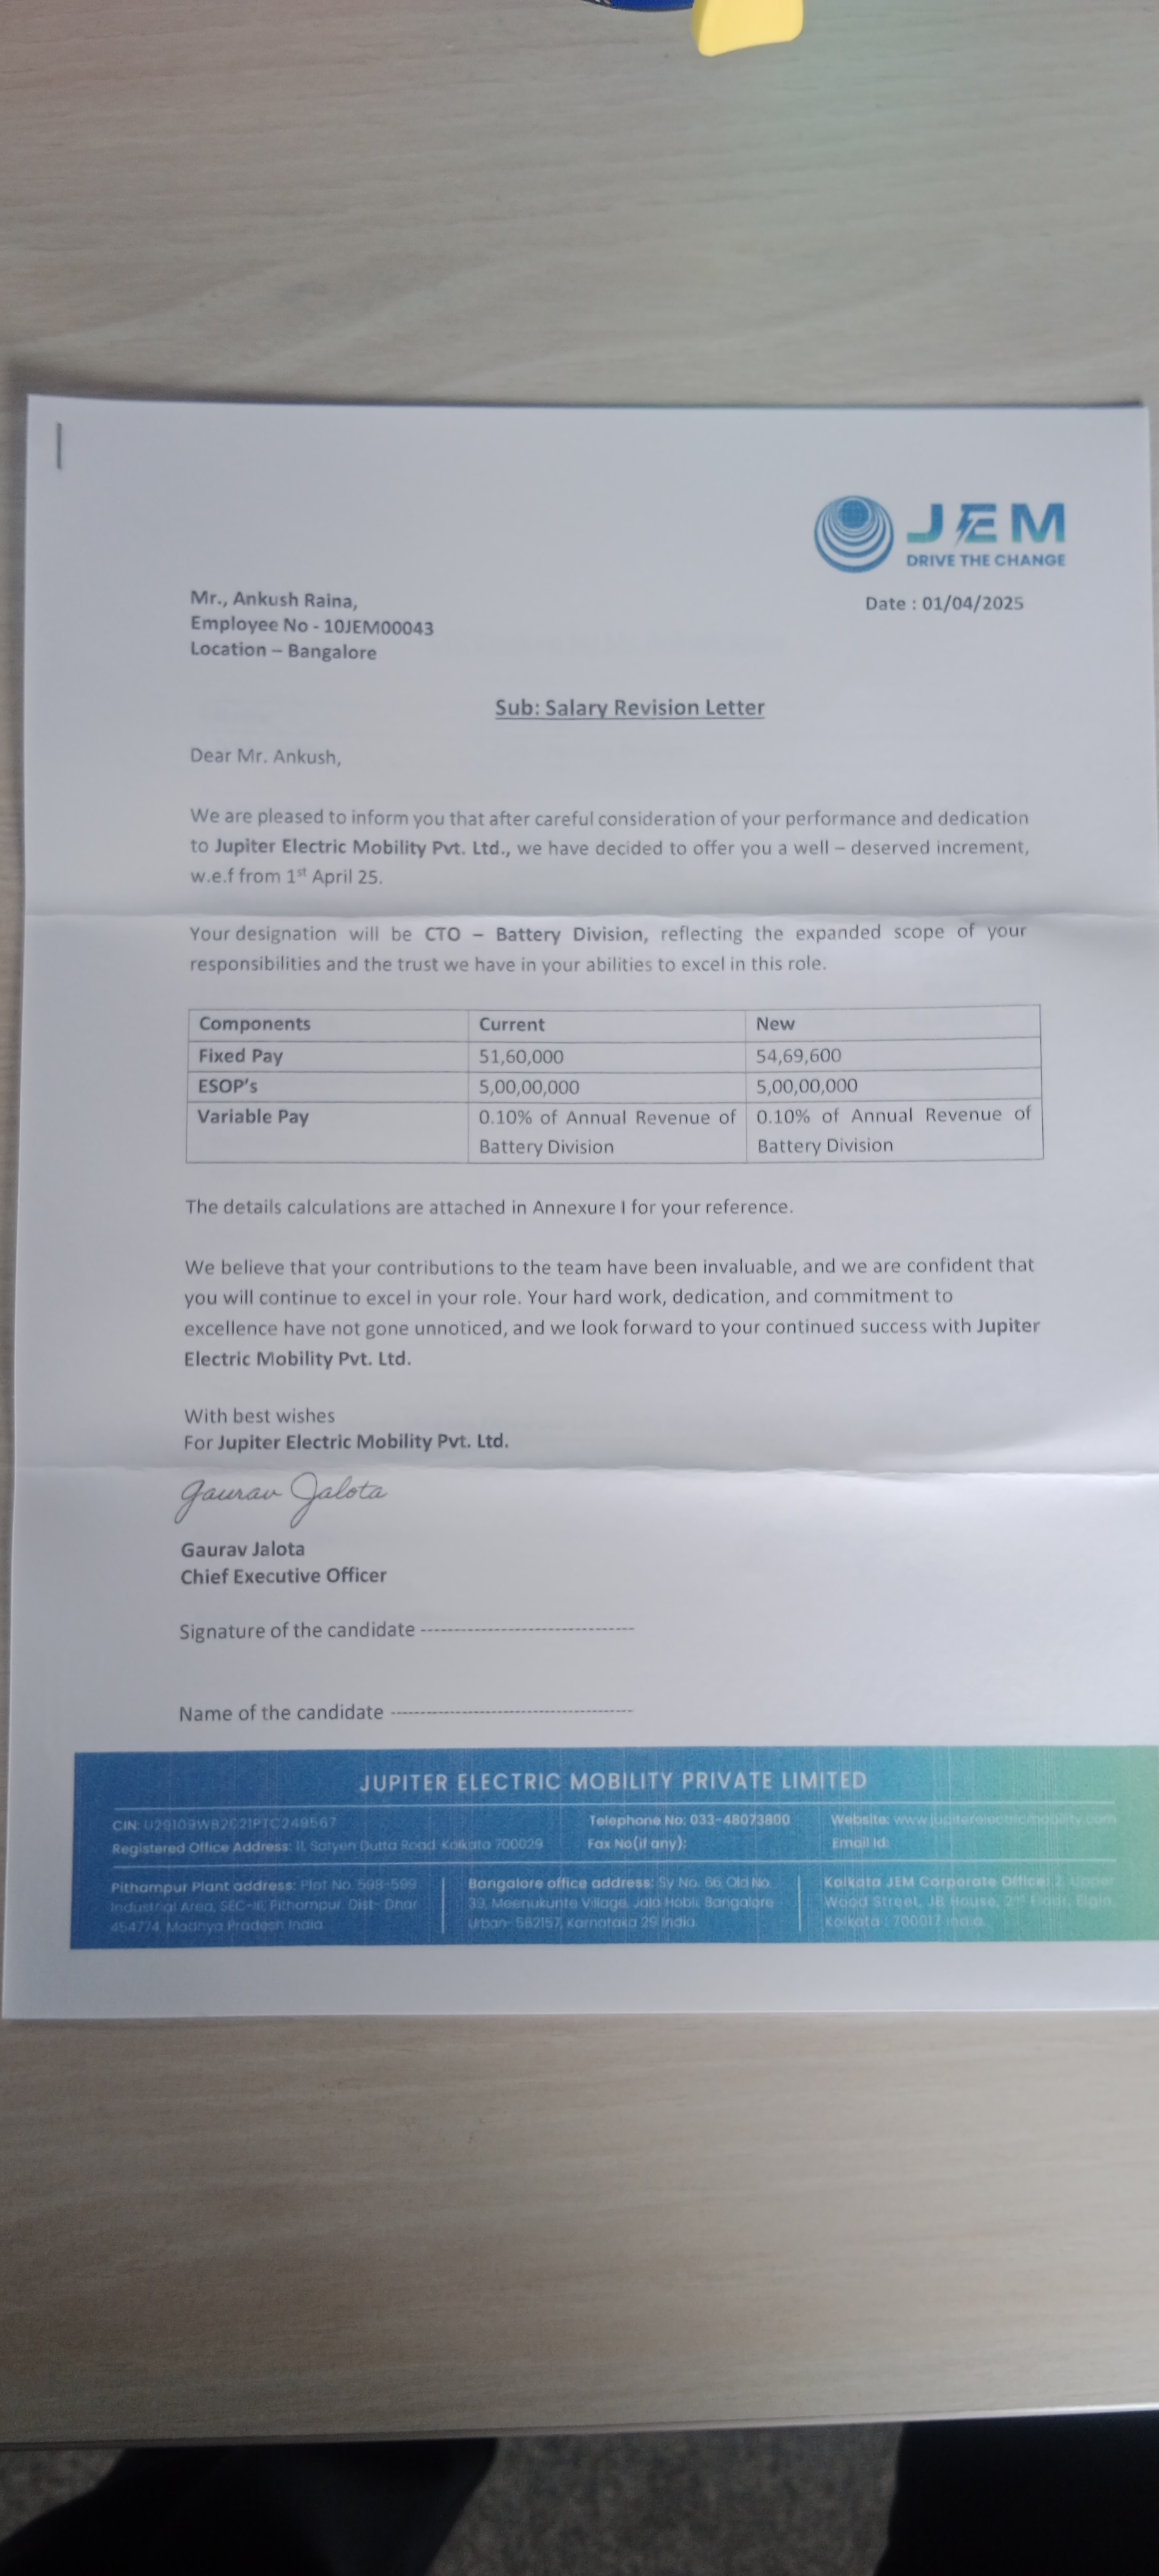 JEM
DRIVE THE CHANGE
Mr., Ankush Raina,
Date : 01/04/2025
Employee No - 10JEM00043
Location – Bangalore
Sub: Salary Revision Letter
Dear Mr. Ankush,
We are pleased to inform you that after careful consideration of your performance and dedication
to Jupiter Electric Mobility Pvt. Ltd., we have decided to offer you a well – deserved increment,
w.e.f from 1st April 25.
Your designation will be CTO – Battery Division, reflecting the expanded scope of your
responsibilities and the trust we have in your abilities to excel in this role.
Components Current New
Fixed Pay 51,60,000 54,69,600
ESOP's 5,00,00,000 5,00,00,000
Variable Pay 0.10% of Annual Revenue of 0.10% of Annual Revenue of
Battery Division Battery Division
The details calculations are attached in Annexure I for your reference.
We believe that your contributions to the team have been invaluable, and we are confident that
you will continue to excel in your role. Your hard work, dedication, and commitment to
excellence have not gone unnoticed, and we look forward to your continued success with Jupiter
Electric Mobility Pvt. Ltd.
With best wishes
For Jupiter Electric Mobility Pvt. Ltd.
Gaurav Jalota
Gaurav Jalota
Chief Executive Officer
Signature of the candidate --------------------------------
Name of the candidate ------------------------------------
JUPITER ELECTRIC MOBILITY PRIVATE LIMITED
CIN: Telephone No: 033-48073800 Website: www.jupiterelectricmobility.com
Registered Office Address: 11, Satyen Dutta Road, Kolkata 700029 Fax No(if any): Email Id:
Pithampur Plant address: Plot No. 598-599 Bangalore office address: Sy No. 66, Old No. Kolkata JEM Corporate Office: 2, Upper
Industrial Area, SEC-III, Pithampur Dist- Dhar 39, Meenukunte Village, Jala Hobli, Bangalore Wood Street, JB House, 2nd Floor, Elgin,
454774 Madhya Pradesh India Urban- 562157, Karnataka 29 India Kolkata : 700017 India